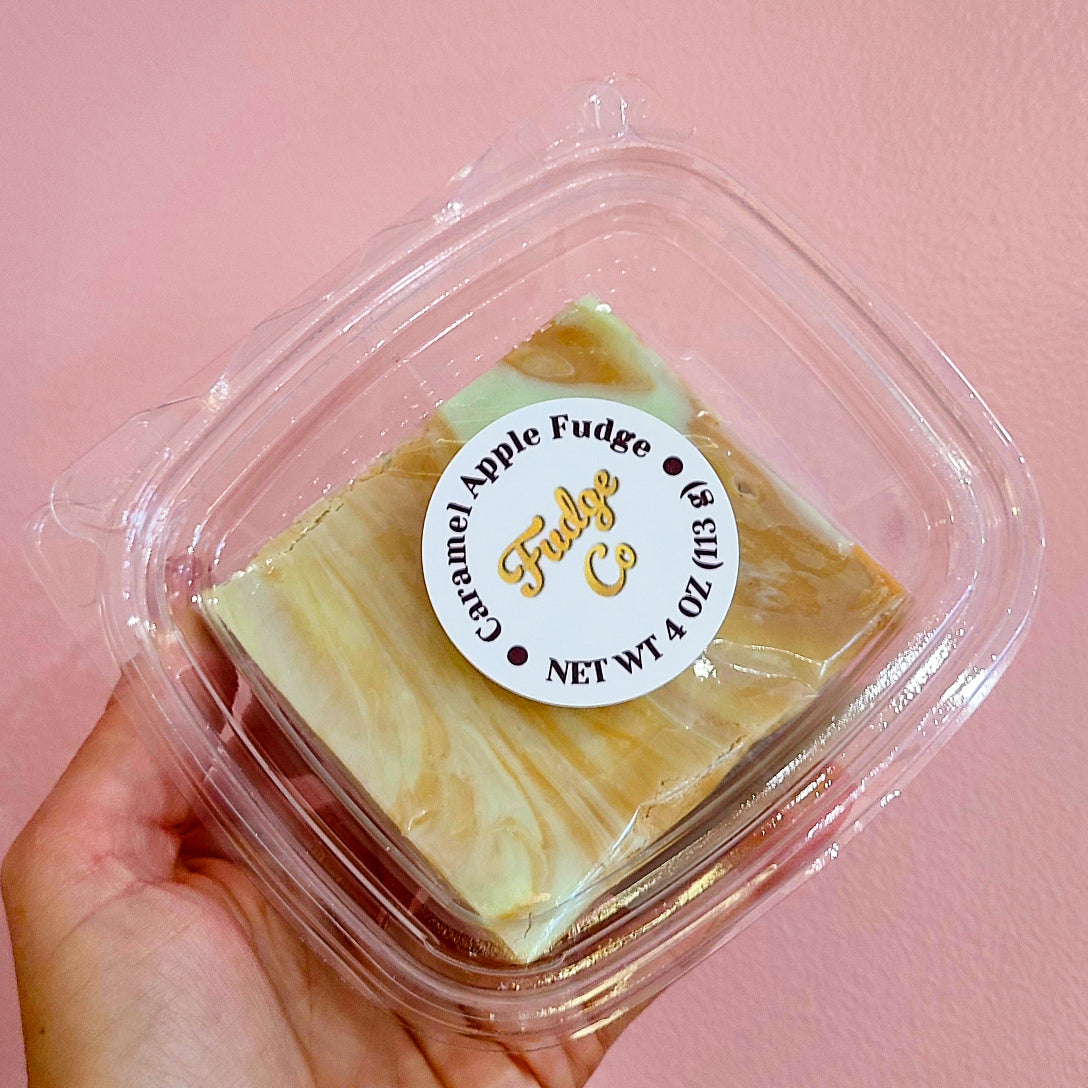 Caramel Apple Fudge
Fudge
Co
NET WT 4 OZ (113 g)